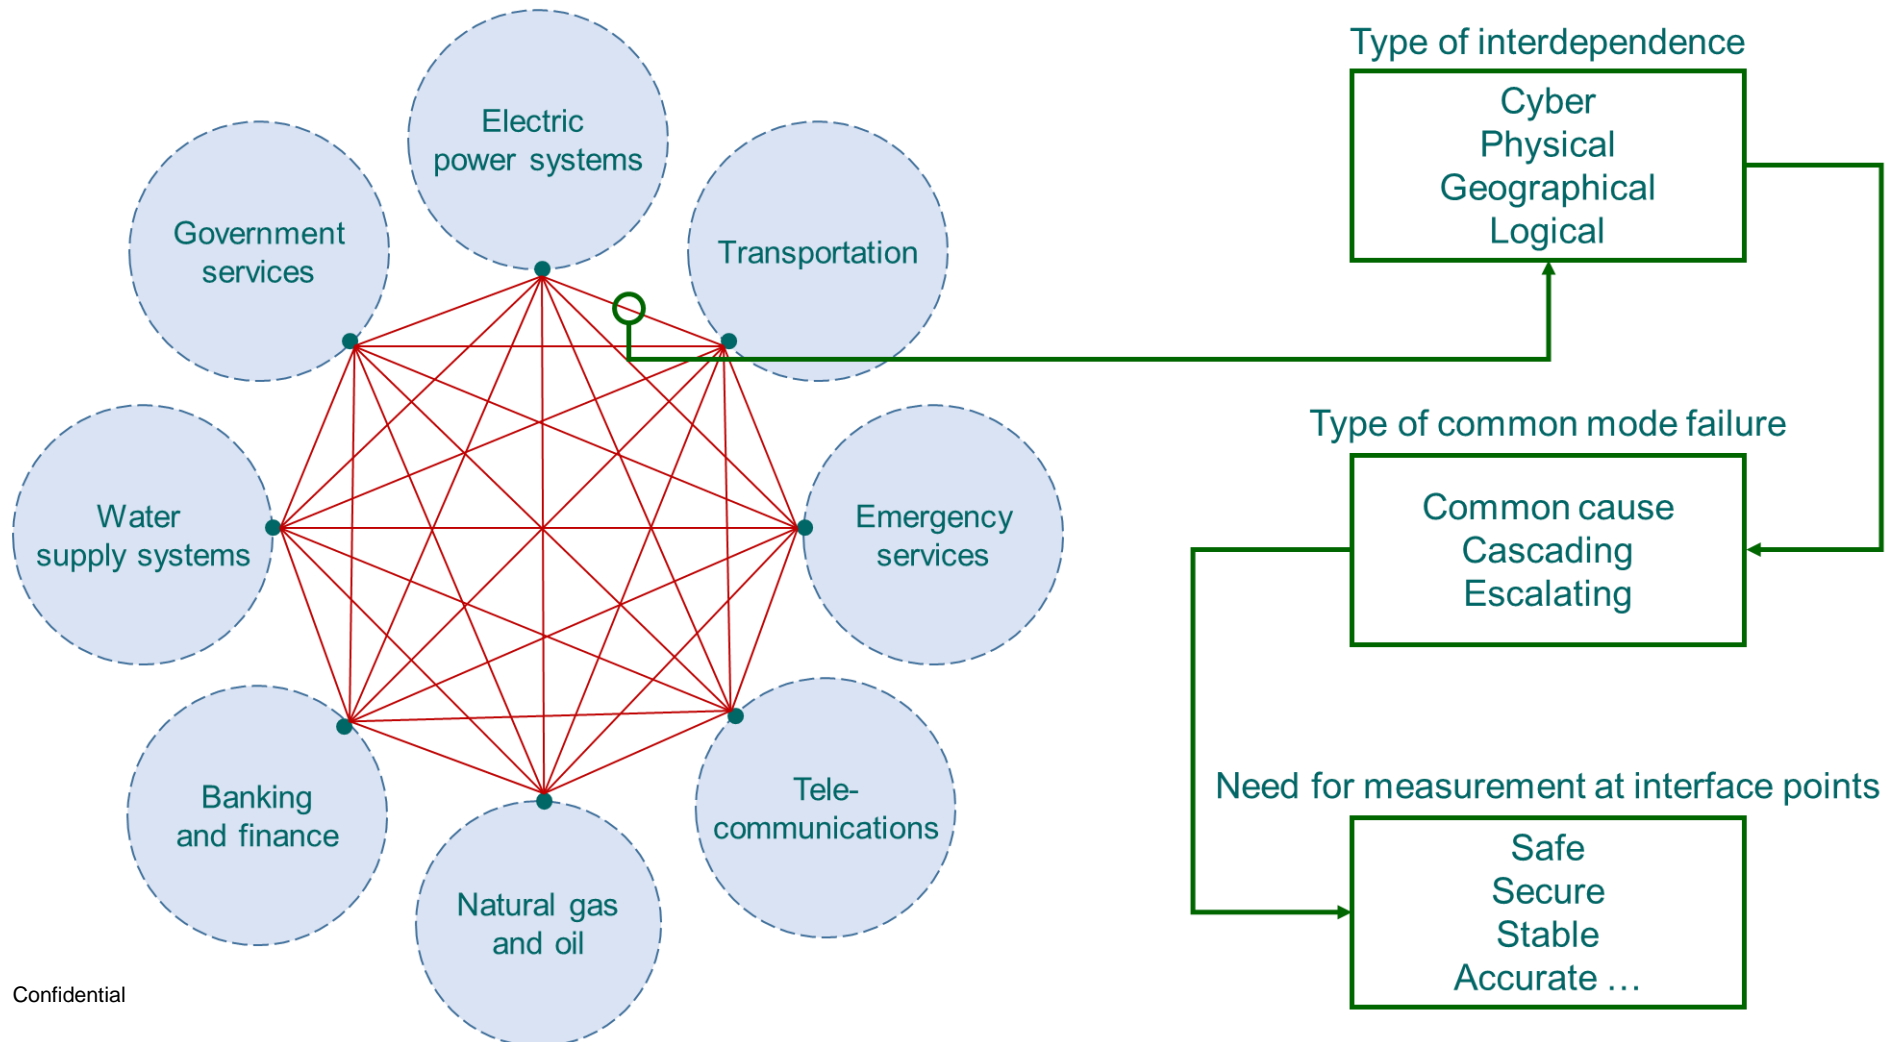 Electric
power systems
Government
services
Transportation
Water
supply systems
Emergency
services
Banking
and finance
Tele-
communications
Natural gas
and oil
Confidential
Type of interdependence
Cyber
Physical
Geographical
Logical
Type of common mode failure
Common cause
Cascading
Escalating
Need for measurement at interface points
Safe
Secure
Stable
Accurate …